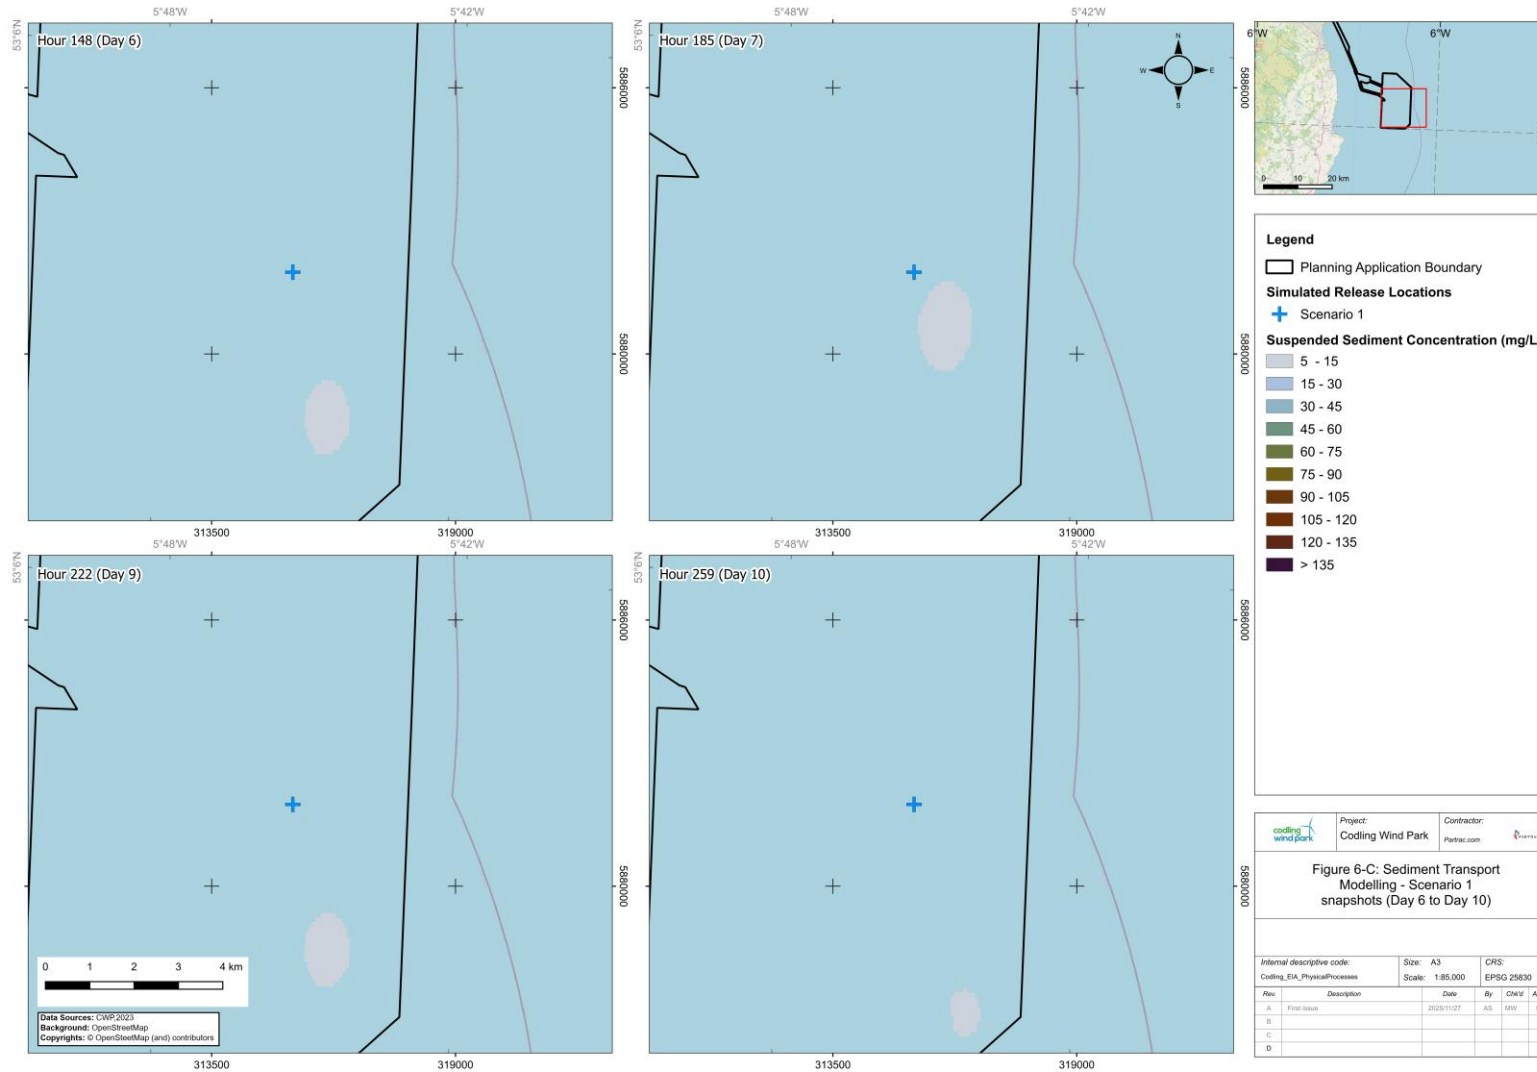 5°48'W
5°42'W
5°48'W
5°42'W
53°6'N
Hour 148 (Day 6)
Hour 185 (Day 7)
N
W
E
S
5886000
5886000
5880000
5880000
313500
319000
313500
319000
5°48'W
5°42'W
5°48'W
5°42'W
53°6'N
Hour 222 (Day 9)
Hour 259 (Day 10)
5886000
5886000
5880000
5880000
0 1 2 3 4 km
Data Sources: CWP,2023
Background: OpenStreetMap
Copyrights: © OpenSteetMap (and) contributors
313500
319000
313500
319000
6°W
6°W
0 10 20 km
Legend
Planning Application Boundary
Simulated Release Locations
Scenario 1
Suspended Sediment Concentration (mg/L
5 - 15
15 - 30
30 - 45
45 - 60
60 - 75
75 - 90
90 - 105
105 - 120
120 - 135
> 135
codling
wind park
Project:
Codling Wind Park
Contractor:
Partrac.com
Figure 6-C: Sediment Transport
Modelling - Scenario 1
snapshots (Day 6 to Day 10)
Internal descriptive code:
Codling_EIA_PhysicalProcesses
Size: A3
Scale: 1:85,000
CRS:
EPSG 25830
Rev. Description Date By Chk'd
A First issue 2025/11/27 AS MW
B
C
D